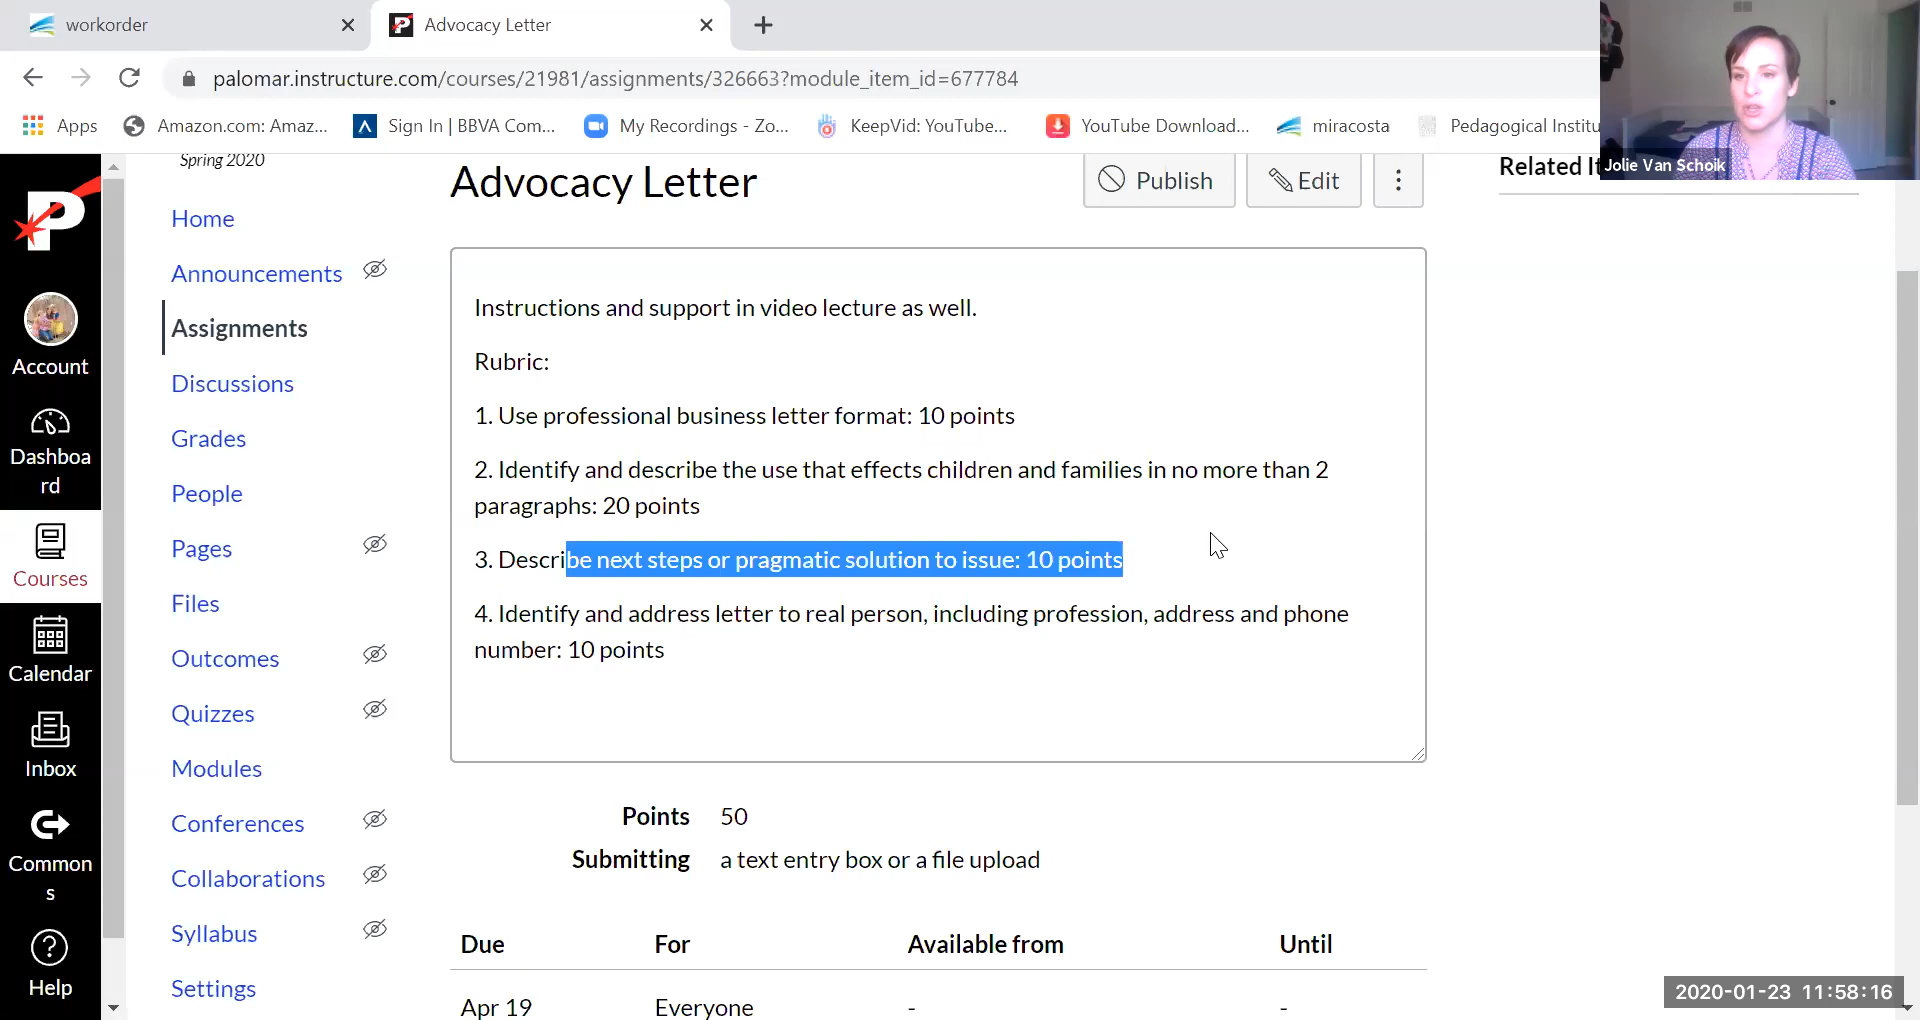 workorder
Advocacy Letter
palomar.instructure.com/courses/21981/assignments/326663?module_item_id=677784
Apps
Amazon.com: Amaz...
Sign In | BBVA Com...
My Recordings - Zo...
KeepVid: YouTube...
YouTube Download...
miracosta
Pedagogical Institu
Jolie Van Schoik
Spring 2020
Home
Announcements
Assignments
Discussions
Grades
People
Pages
Files
Outcomes
Quizzes
Modules
Conferences
Collaborations
Syllabus
Settings
P
Account
Dashboa
rd
Courses
Calendar
Inbox
Common
s
Help
Advocacy Letter
Publish
Edit
Related It
Instructions and support in video lecture as well.
Rubric:
1. Use professional business letter format: 10 points
2. Identify and describe the use that effects children and families in no more than 2
paragraphs: 20 points
3. Describe next steps or pragmatic solution to issue: 10 points
4. Identify and address letter to real person, including profession, address and phone
number: 10 points
Points 50
Submitting a text entry box or a file upload
Due For Available from Until
Apr 19 Everyone - -
2020-01-23 11:58:16